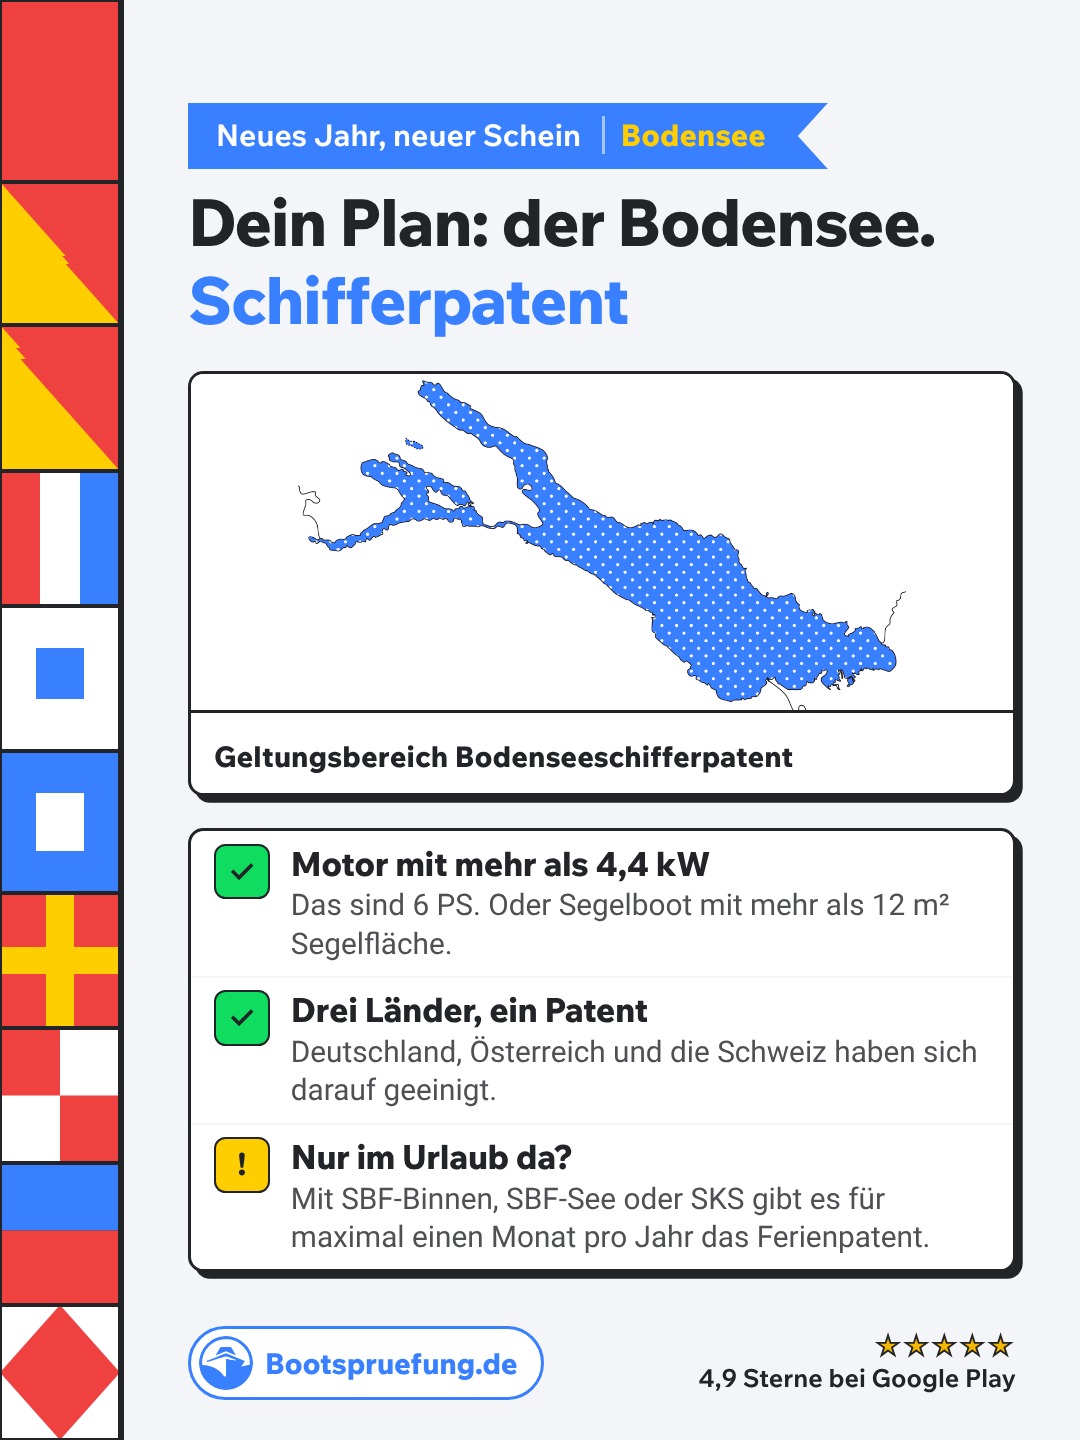 Neues Jahr, neuer Schein | Bodensee
Dein Plan: der Bodensee.
Schifferpatent
Geltungsbereich Bodenseeschifferpatent
Motor mit mehr als 4,4 kW
Das sind 6 PS. Oder Segelboot mit mehr als 12 m²
Segelfläche.
Drei Länder, ein Patent
Deutschland, Österreich und die Schweiz haben sich
darauf geeinigt.
Nur im Urlaub da?
Mit SBF-Binnen, SBF-See oder SKS gibt es für
maximal einen Monat pro Jahr das Ferienpatent.
Bootspruefung.de
4,9 Sterne bei Google Play